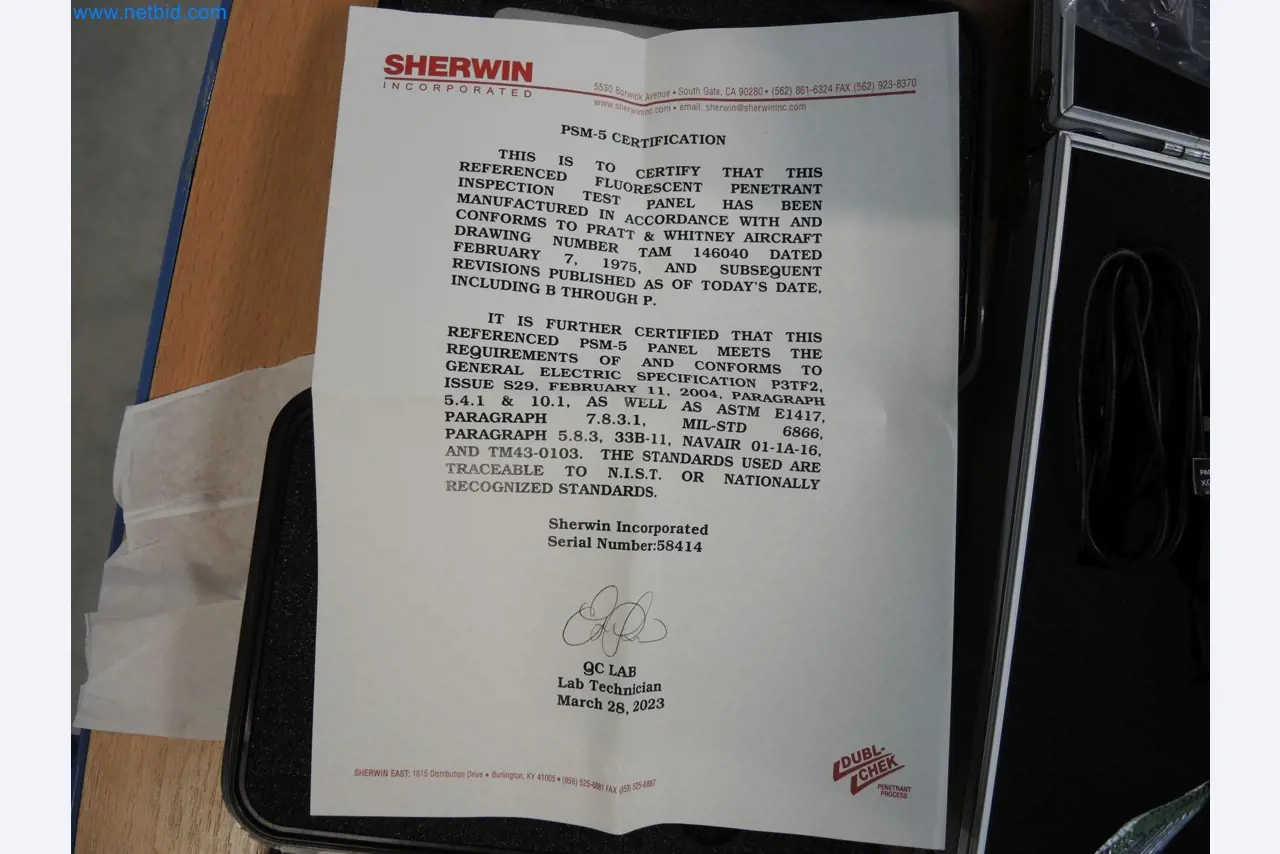 www.netbid.com
SHERWIN
INCORPORATED
5530 Borwick Avenue • South Gate, CA 90280 • (562) 861-6324 FAX (562) 923-8370
www.sherwininc.com • email: sherwin@sherwininc.com
PSM-5 CERTIFICATION
THIS IS TO CERTIFY THAT THIS
REFERENCED FLUORESCENT PENETRANT
INSPECTION TEST PANEL HAS BEEN
MANUFACTURED IN ACCORDANCE WITH AND
CONFORMS TO PRATT & WHITNEY AIRCRAFT
DRAWING NUMBER TAM 146040 DATED
FEBRUARY 7, 1975, AND SUBSEQUENT
REVISIONS PUBLISHED AS OF TODAY'S DATE,
INCLUDING B THROUGH P.
IT IS FURTHER CERTIFIED THAT THIS
REFERENCED PSM-5 PANEL MEETS THE
REQUIREMENTS OF AND CONFORMS TO
GENERAL ELECTRIC SPECIFICATION P3TF2,
ISSUE S29, FEBRUARY 11, 2004, PARAGRAPH
5.4.1 & 10.1, AS WELL AS ASTM E1417,
PARAGRAPH 7.8.3.1, MIL-STD 6866,
PARAGRAPH 5.8.3, 33B-11, NAVAIR 01-1A-16,
AND TM43-0103. THE STANDARDS USED ARE
TRACEABLE TO N.I.S.T. OR NATIONALLY
RECOGNIZED STANDARDS.
Sherwin Incorporated
Serial Number:58414
QC LAB
Lab Technician
March 28, 2023
DUBL-
CHEK
PENETRANT
PROCESS
SHERWIN EAST: 1615 Distribution Drive • Burlington, KY 41005 • (859) 525-6881 FAX (859) 525-6887